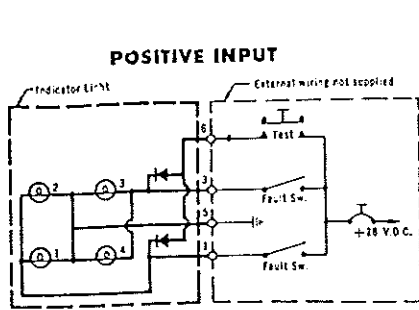 POSITIVE INPUT
Indicator Light
External wiring not supplied
6
Test
2
3
3
Fault Sw.
5
+28 V.D.C.
1
4
1
Fault Sw.